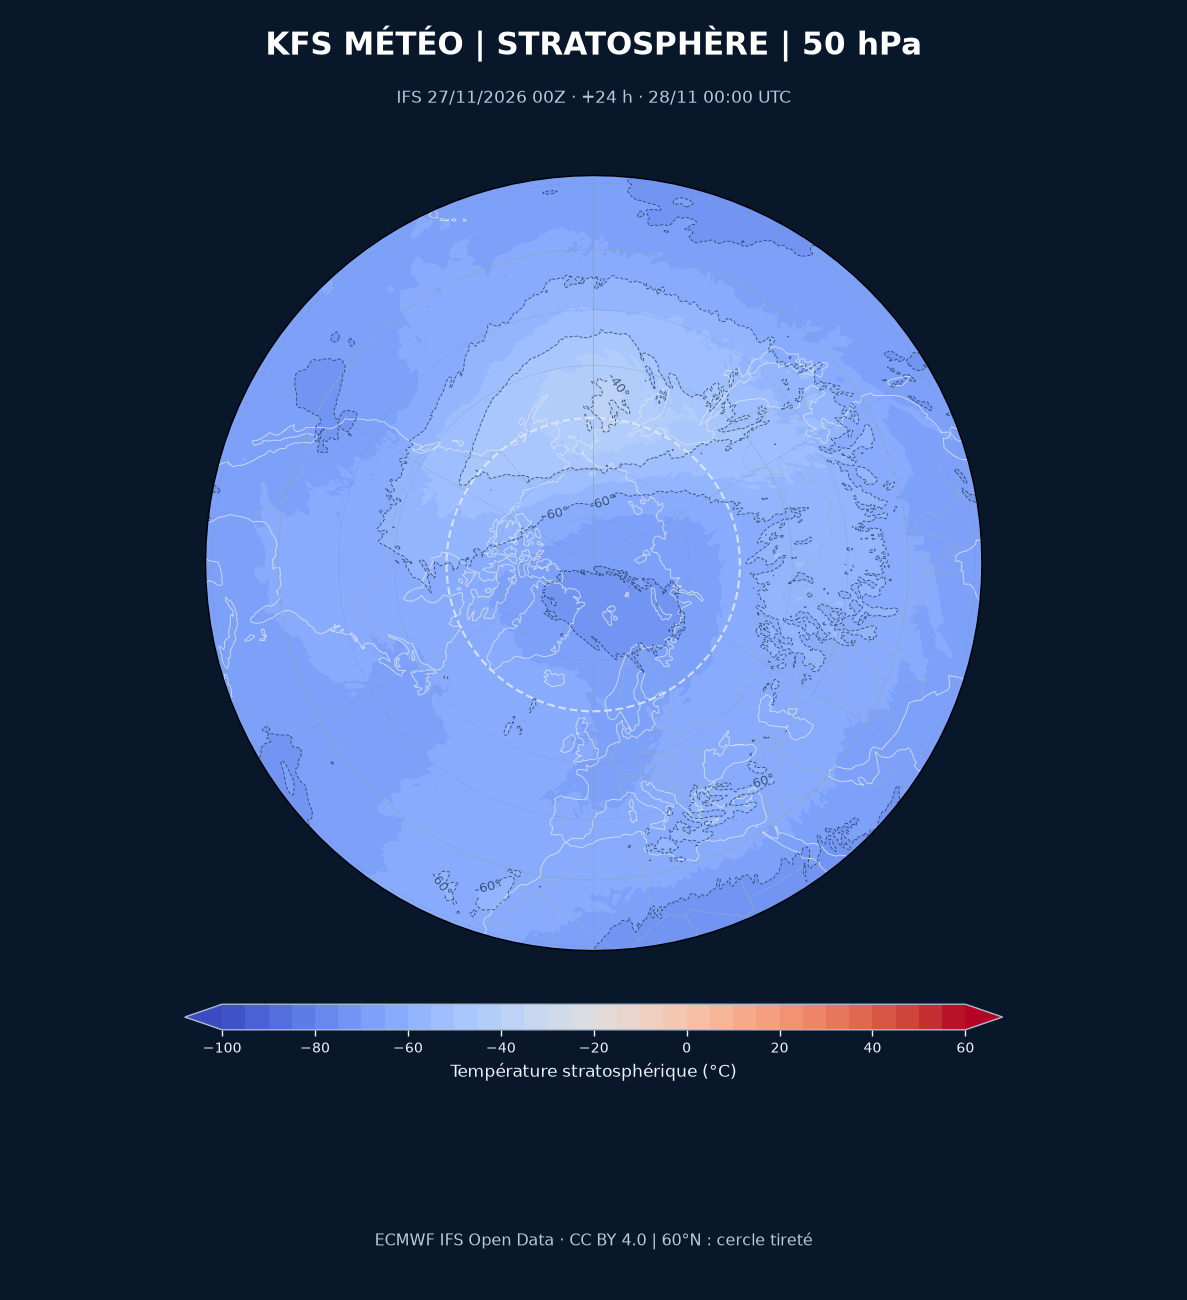 KFS MÉTÉO | STRATOSPHÈRE | 50 hPa
IFS 27/11/2026 00Z · +24 h · 28/11 00:00 UTC
40°
-60°
-60°
60°
-60°
-60°
−100 −80 −60 −40 −20 0 20 40 60
Température stratosphérique (°C)
ECMWF IFS Open Data · CC BY 4.0 | 60°N : cercle tireté